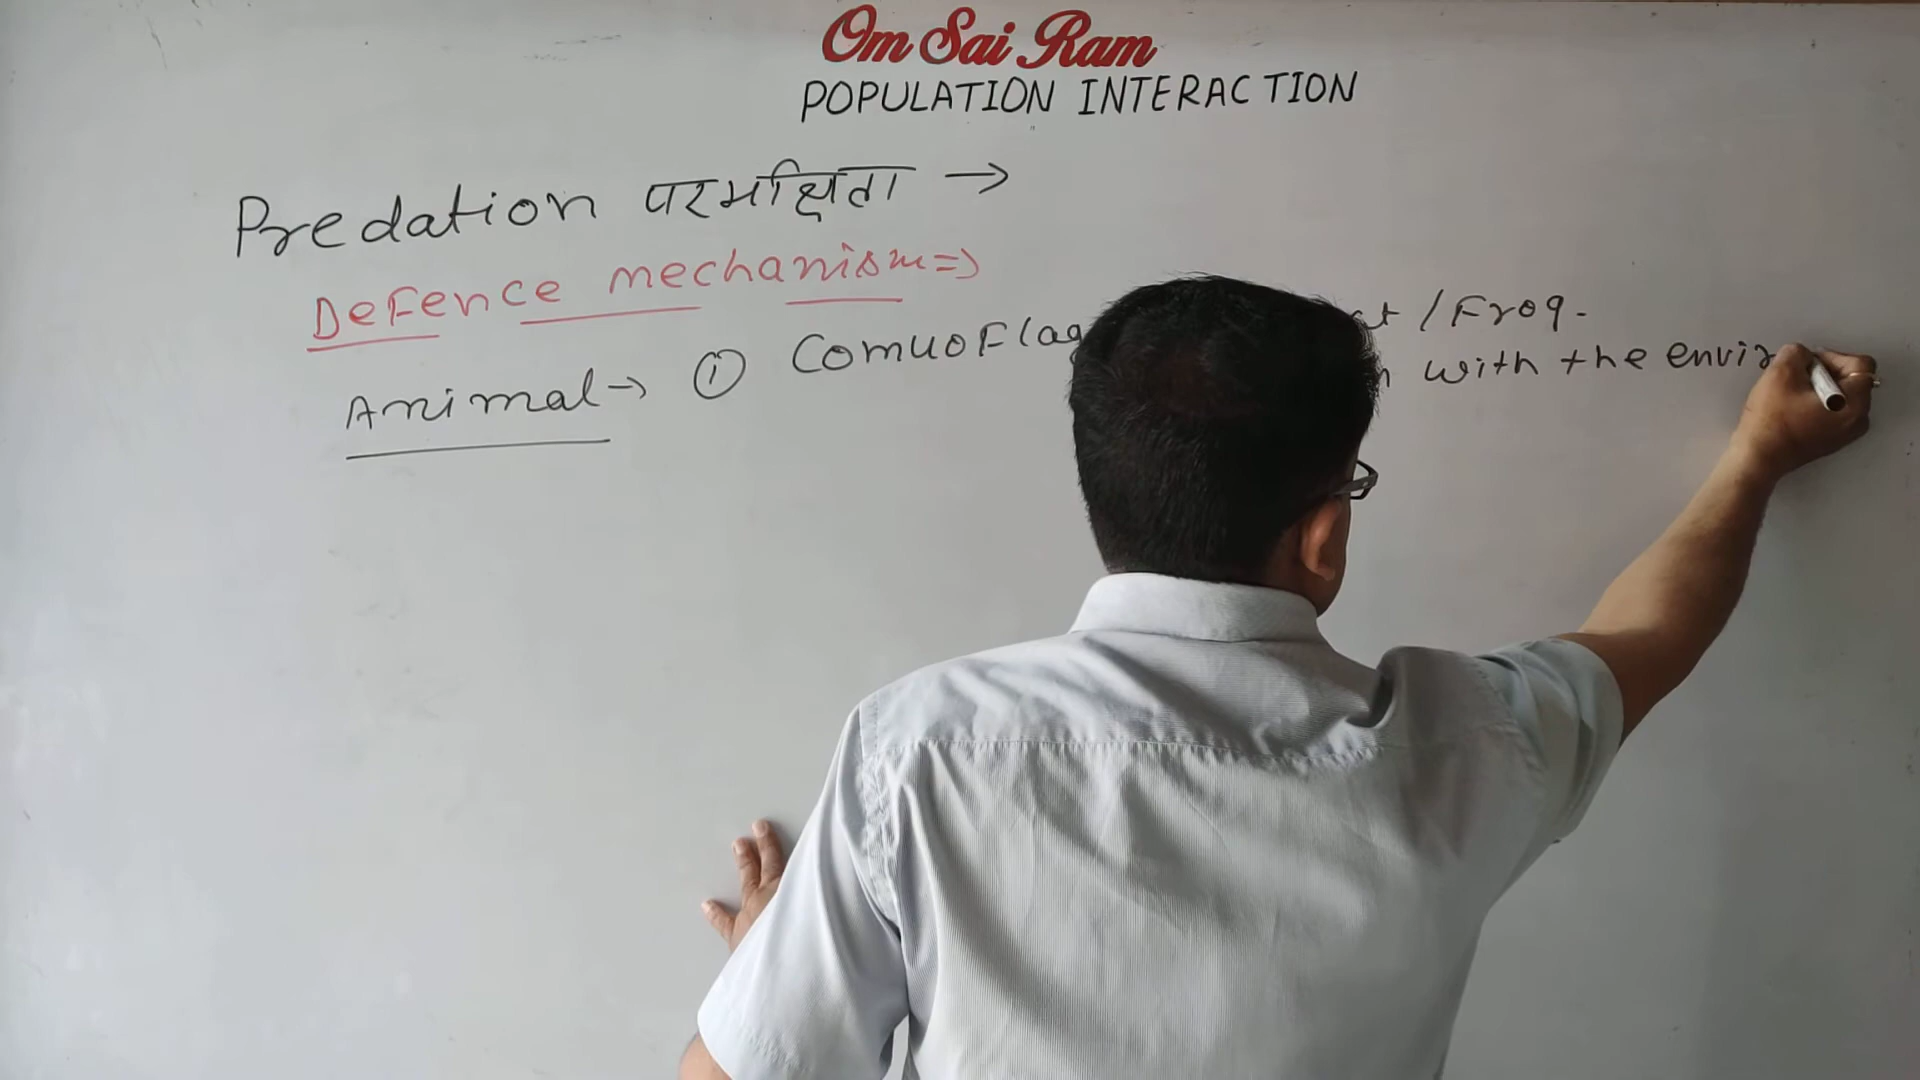 Om Sai Ram
POPULATION INTERACTION
Predation परभक्षिता →
Defence mechanism =>
Animal → ① Comuoflag / Frog.
with the envir